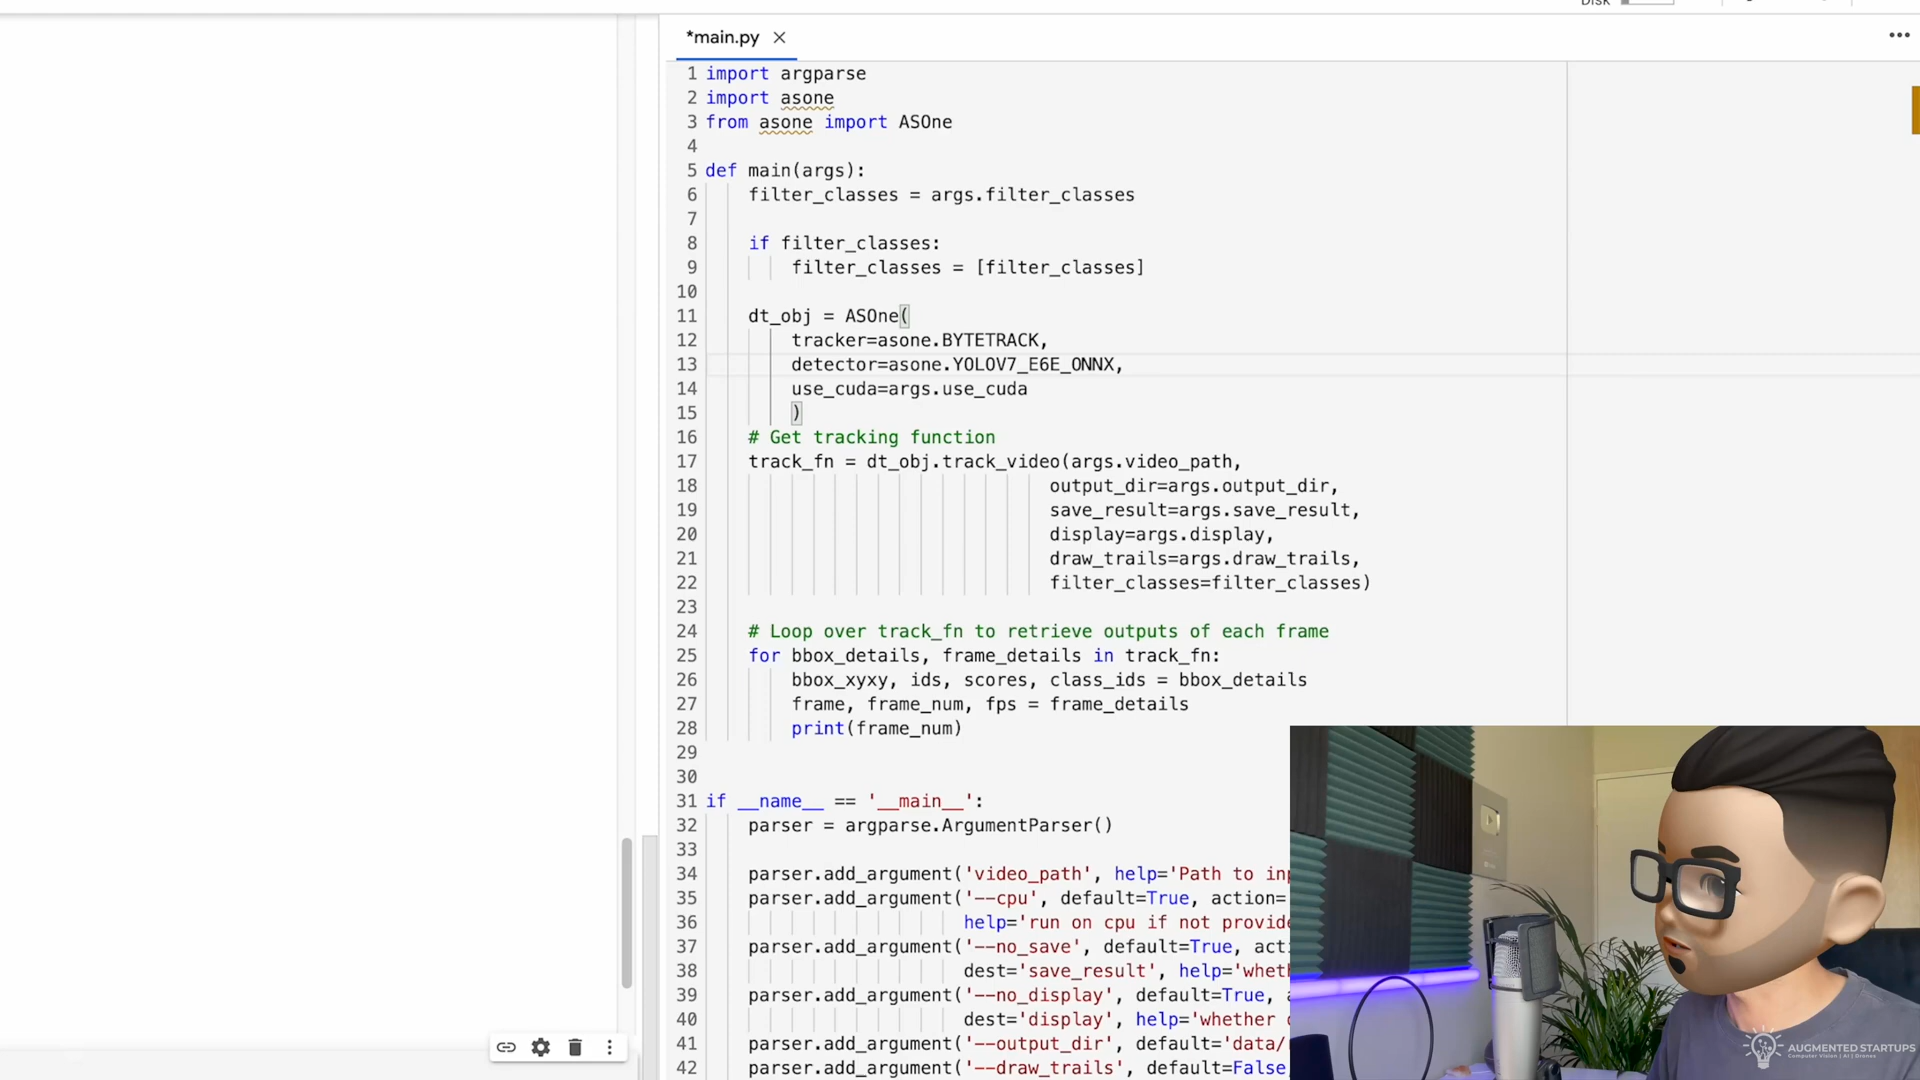 Disk
*main.py
1 import argparse
2 import asone
3 from asone import ASOne
4
5 def main(args):
6 filter_classes = args.filter_classes
7
8 if filter_classes:
9 filter_classes = [filter_classes]
10
11 dt_obj = ASOne(
12 tracker=asone.BYTETRACK,
13 detector=asone.YOLOV7_E6E_ONNX,
14 use_cuda=args.use_cuda
15 )
16 # Get tracking function
17 track_fn = dt_obj.track_video(args.video_path,
18 output_dir=args.output_dir,
19 save_result=args.save_result,
20 display=args.display,
21 draw_trails=args.draw_trails,
22 filter_classes=filter_classes)
23
24 # Loop over track_fn to retrieve outputs of each frame
25 for bbox_details, frame_details in track_fn:
26 bbox_xyxy, ids, scores, class_ids = bbox_details
27 frame, frame_num, fps = frame_details
28 print(frame_num)
29
30
31 if __name__ == '__main__':
32 parser = argparse.ArgumentParser()
33
34 parser.add_argument('video_path', help='Path to in
35 parser.add_argument('--cpu', default=True, action=
36 help='run on cpu if not provide
37 parser.add_argument('--no_save', default=True, act
38 dest='save_result', help='wheth
39 parser.add_argument('--no_display', default=True, a
40 dest='display', help='whether
41 parser.add_argument('--output_dir', default='data/
42 parser.add_argument('--draw_trails', default=False
AUGMENTED STARTUPS
Computer Vision | AI | Drones